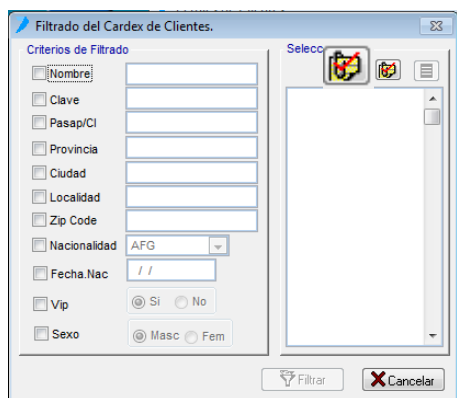 Filtrado del Cardex de Clientes.
Criterios de Filtrado
Selecc
Nombre
Clave
Pasap/CI
Provincia
Ciudad
Localidad
Zip Code
Nacionalidad AFG
Fecha.Nac / /
Vip Si No
Sexo Masc Fem
Filtrar Cancelar